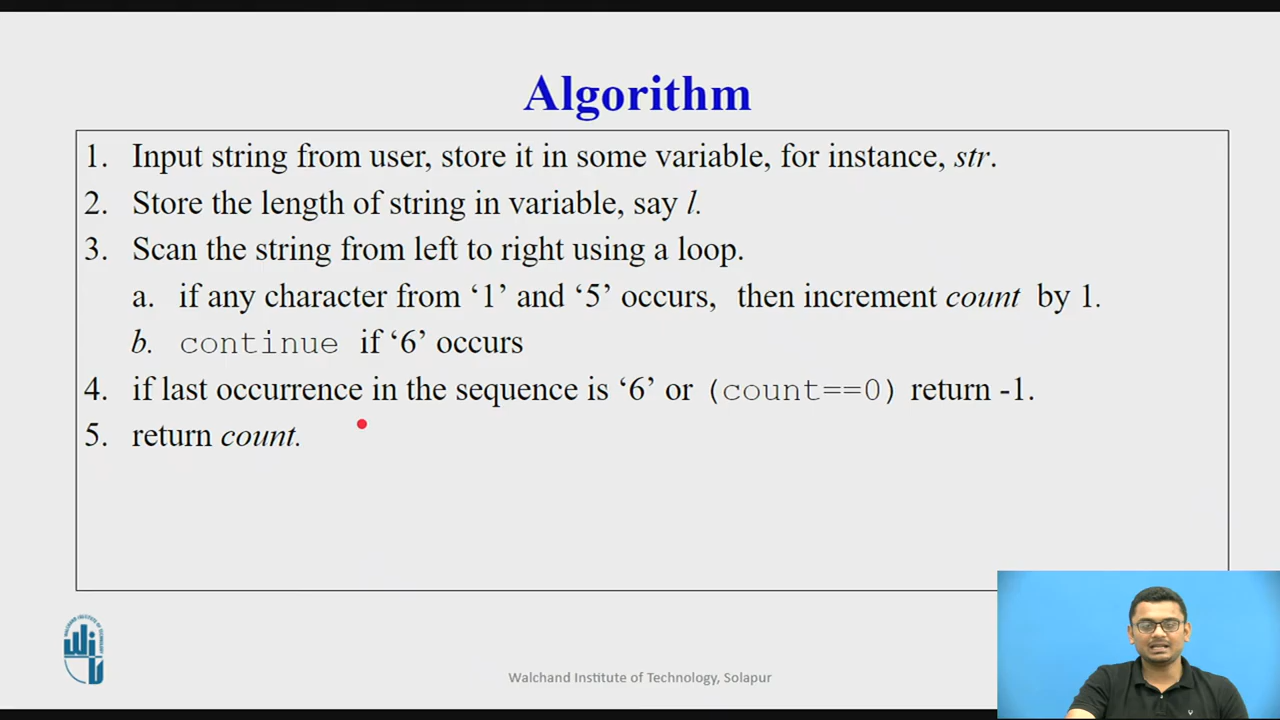 Algorithm
1. Input string from user, store it in some variable, for instance, str.
2. Store the length of string in variable, say l.
3. Scan the string from left to right using a loop.
a. if any character from ‘1’ and ‘5’ occurs, then increment count by 1.
b. continue if ‘6’ occurs
4. if last occurrence in the sequence is ‘6’ or (count==0) return -1.
5. return count.
Walchand Institute of Technology, Solapur